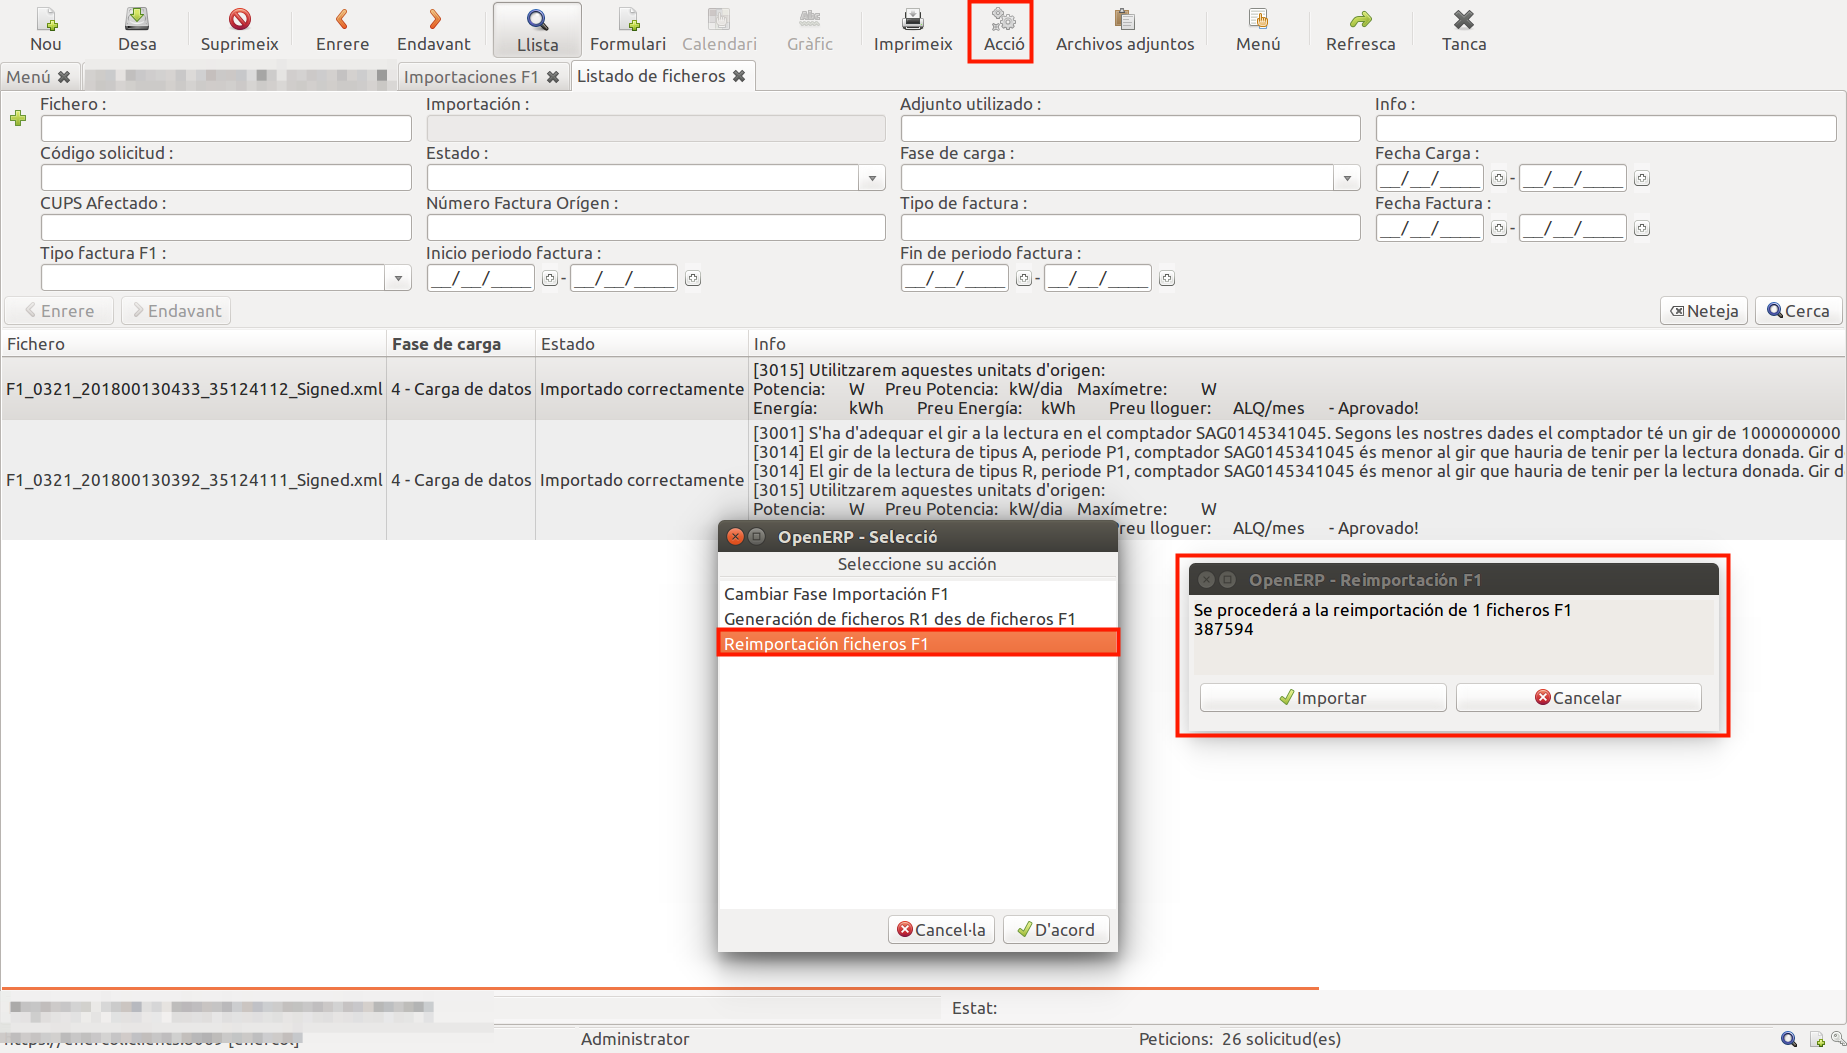 Nou Desa Suprimeix Enrere Endavant Llista Formulari Calendari Gràfic Imprimeix Acció Archivos adjuntos Menú Refresca Tanca
Menú Importaciones F1 Listado de ficheros
Fichero : Importación : Adjunto utilizado : Info :
Código solicitud : Estado : Fase de carga : Fecha Carga :
__/__/____ - __/__/____
CUPS Afectado : Número Factura Orígen : Tipo de factura : Fecha Factura :
__/__/____ - __/__/____
Tipo factura F1 : Inicio periodo factura : Fin de periodo factura :
__/__/____ - __/__/____ __/__/____ - __/__/____
Enrere Endavant Neteja Cerca
Fichero Fase de carga Estado Info
F1_0321_201800130433_35124112_Signed.xml 4 - Carga de datos Importado correctamente
[3015] Utilitzarem aquestes unitats d'origen:
Potencia: W Preu Potencia: kW/dia Maxímetre: W
Energía: kWh Preu Energía: kWh Preu lloguer: ALQ/mes - Aprovado!
F1_0321_201800130392_35124111_Signed.xml 4 - Carga de datos Importado correctamente
[3001] S'ha d'adequar el gir a la lectura en el comptador SAG0145341045. Segons les nostres dades el comptador té un gir de 1000000000
[3014] El gir de la lectura de tipus A, periode P1, comptador SAG0145341045 és menor al gir que hauria de tenir per la lectura donada. Gir d
[3014] El gir de la lectura de tipus R, periode P1, comptador SAG0145341045 és menor al gir que hauria de tenir per la lectura donada. Gir d
[3015] Utilitzarem aquestes unitats d'origen:
Potencia: W Preu Potencia: kW/dia Maxímetre: W
reu lloguer: ALQ/mes - Aprovado!
OpenERP - Selecció
Seleccione su acción
Cambiar Fase Importación F1
Generación de ficheros R1 des de ficheros F1
Reimportación ficheros F1
Cancel·la D'acord
OpenERP - Reimportación F1
Se procederá a la reimportación de 1 ficheros F1
387594
Importar Cancelar
Estat:
Administrator Peticions: 26 solicitud(es)